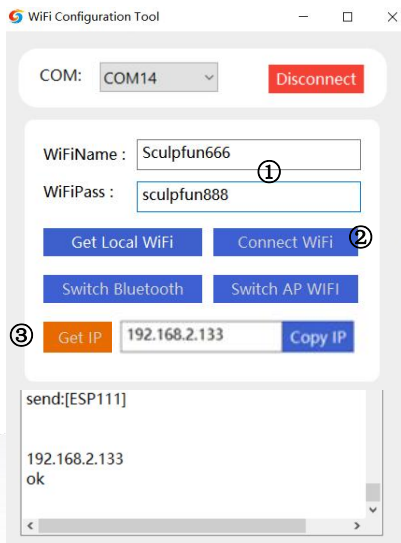 WiFi Configuration Tool
COM: COM14 Disconnect
WiFiName : Sculpfun666
①
WiFiPass : sculpfun888
Get Local WiFi Connect WiFi ②
Switch Bluetooth Switch AP WIFI
③ Get IP 192.168.2.133 Copy IP
send:[ESP111]
192.168.2.133
ok